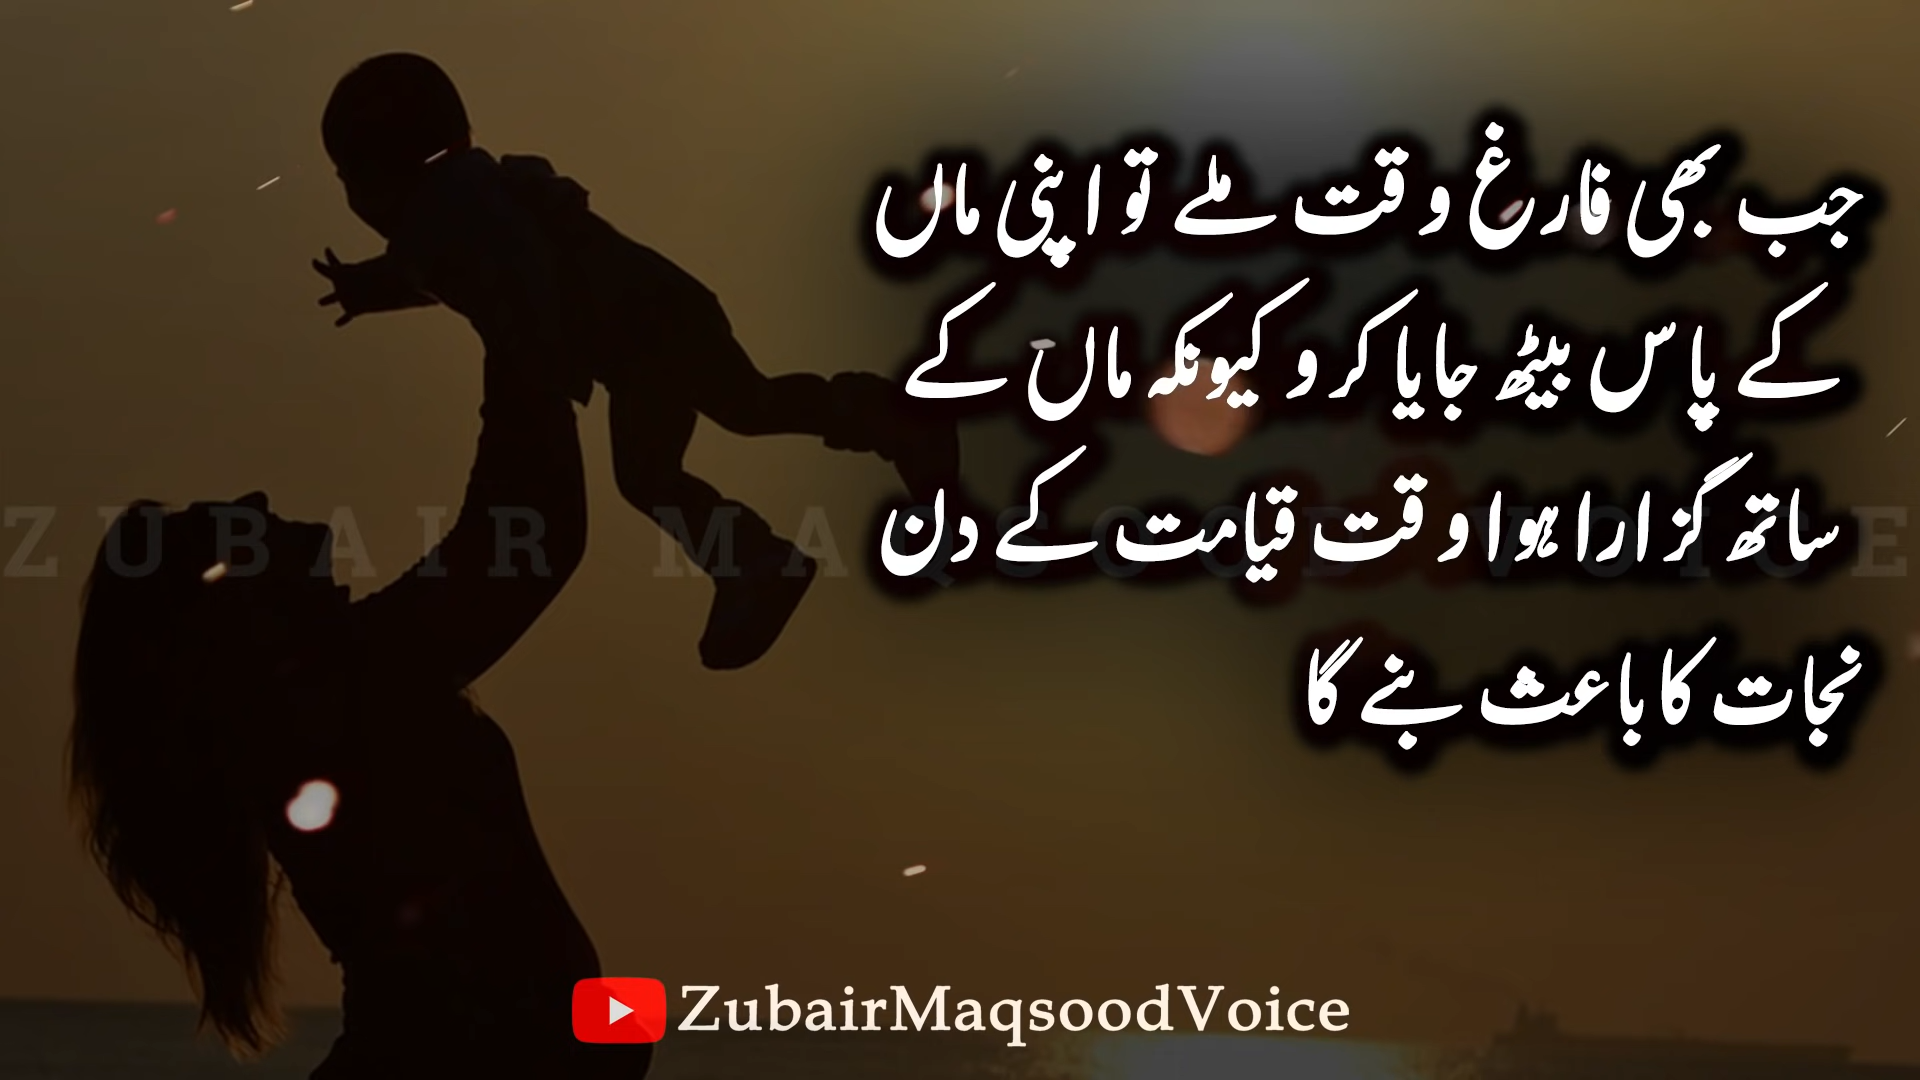 جب بھی فارغ وقت ملے تو اپنی ماں
کے پاس بیٹھ جایا کرو کیونکہ ماں کے
ساتھ گزارا ہوا وقت قیامت کے دن
نجات کا باعث بنے گا
ZUBAIR MAQSOOD VOICE
ZubairMaqsoodVoice